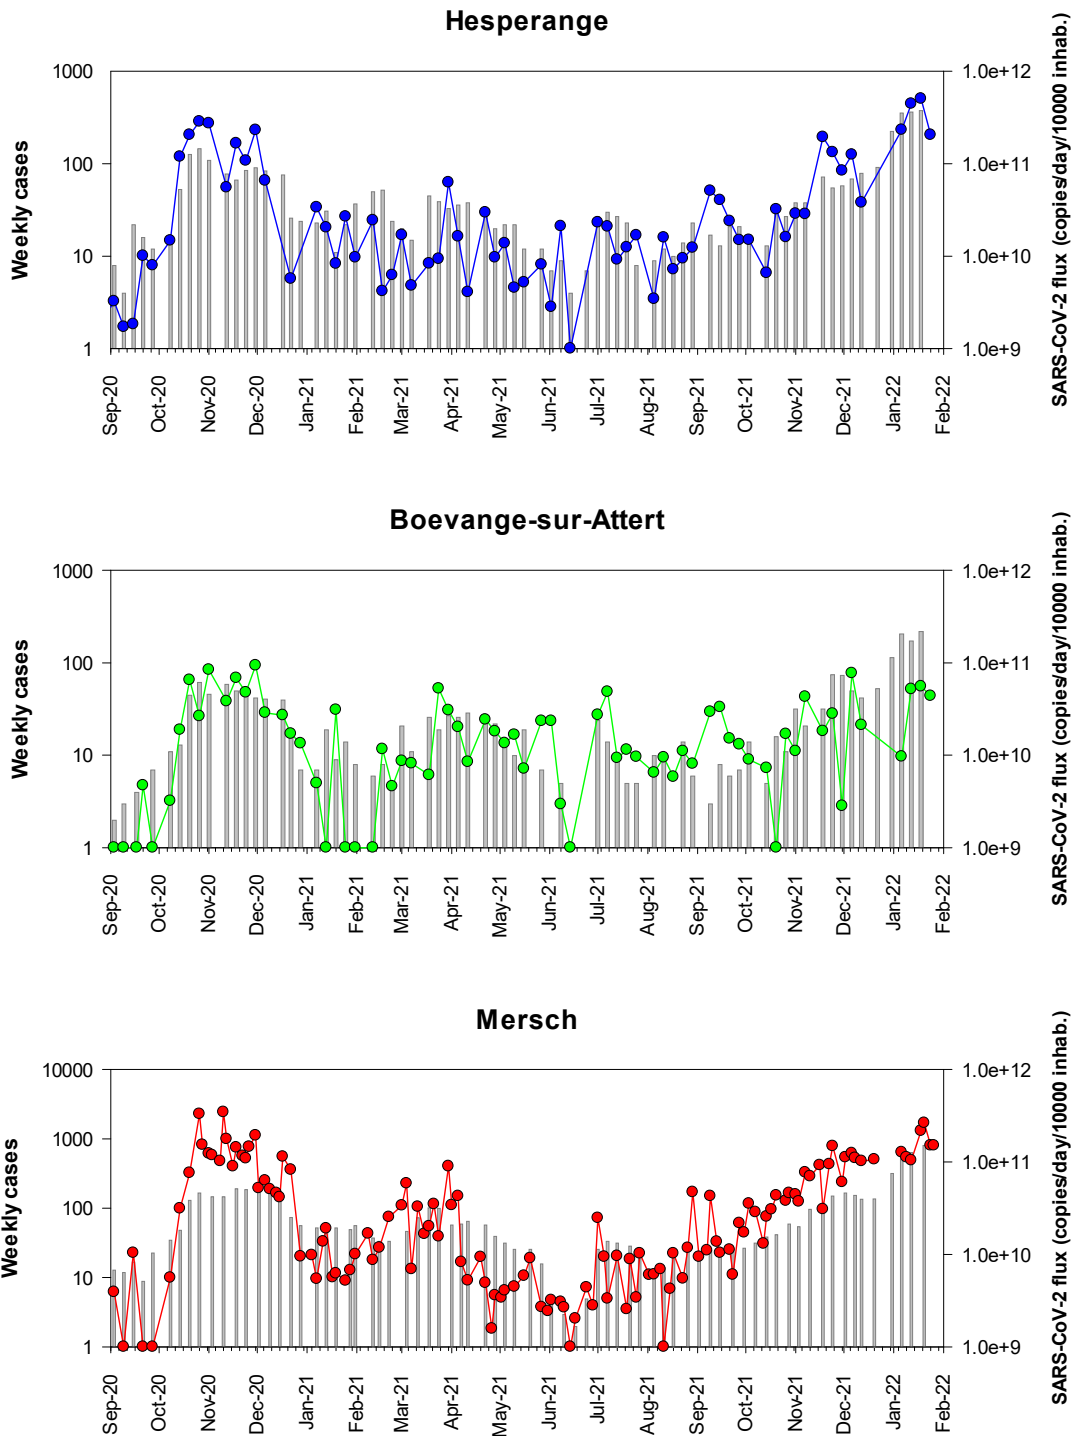 Hesperange
Weekly cases
1000
100
10
1
1.0e+12
1.0e+11
1.0e+10
1.0e+9
SARS-CoV-2 flux (copies/day/10000 inhab.)
Sep-20
Oct-20
Nov-20
Dec-20
Jan-21
Feb-21
Mar-21
Apr-21
May-21
Jun-21
Jul-21
Aug-21
Sep-21
Oct-21
Nov-21
Dec-21
Jan-22
Feb-22
Boevange-sur-Attert
Weekly cases
1000
100
10
1
1.0e+12
1.0e+11
1.0e+10
1.0e+9
SARS-CoV-2 flux (copies/day/10000 inhab.)
Sep-20
Oct-20
Nov-20
Dec-20
Jan-21
Feb-21
Mar-21
Apr-21
May-21
Jun-21
Jul-21
Aug-21
Sep-21
Oct-21
Nov-21
Dec-21
Jan-22
Feb-22
Mersch
Weekly cases
10000
1000
100
10
1
1.0e+12
1.0e+11
1.0e+10
1.0e+9
SARS-CoV-2 flux (copies/day/10000 inhab.)
Sep-20
Oct-20
Nov-20
Dec-20
Jan-21
Feb-21
Mar-21
Apr-21
May-21
Jun-21
Jul-21
Aug-21
Sep-21
Oct-21
Nov-21
Dec-21
Jan-22
Feb-22